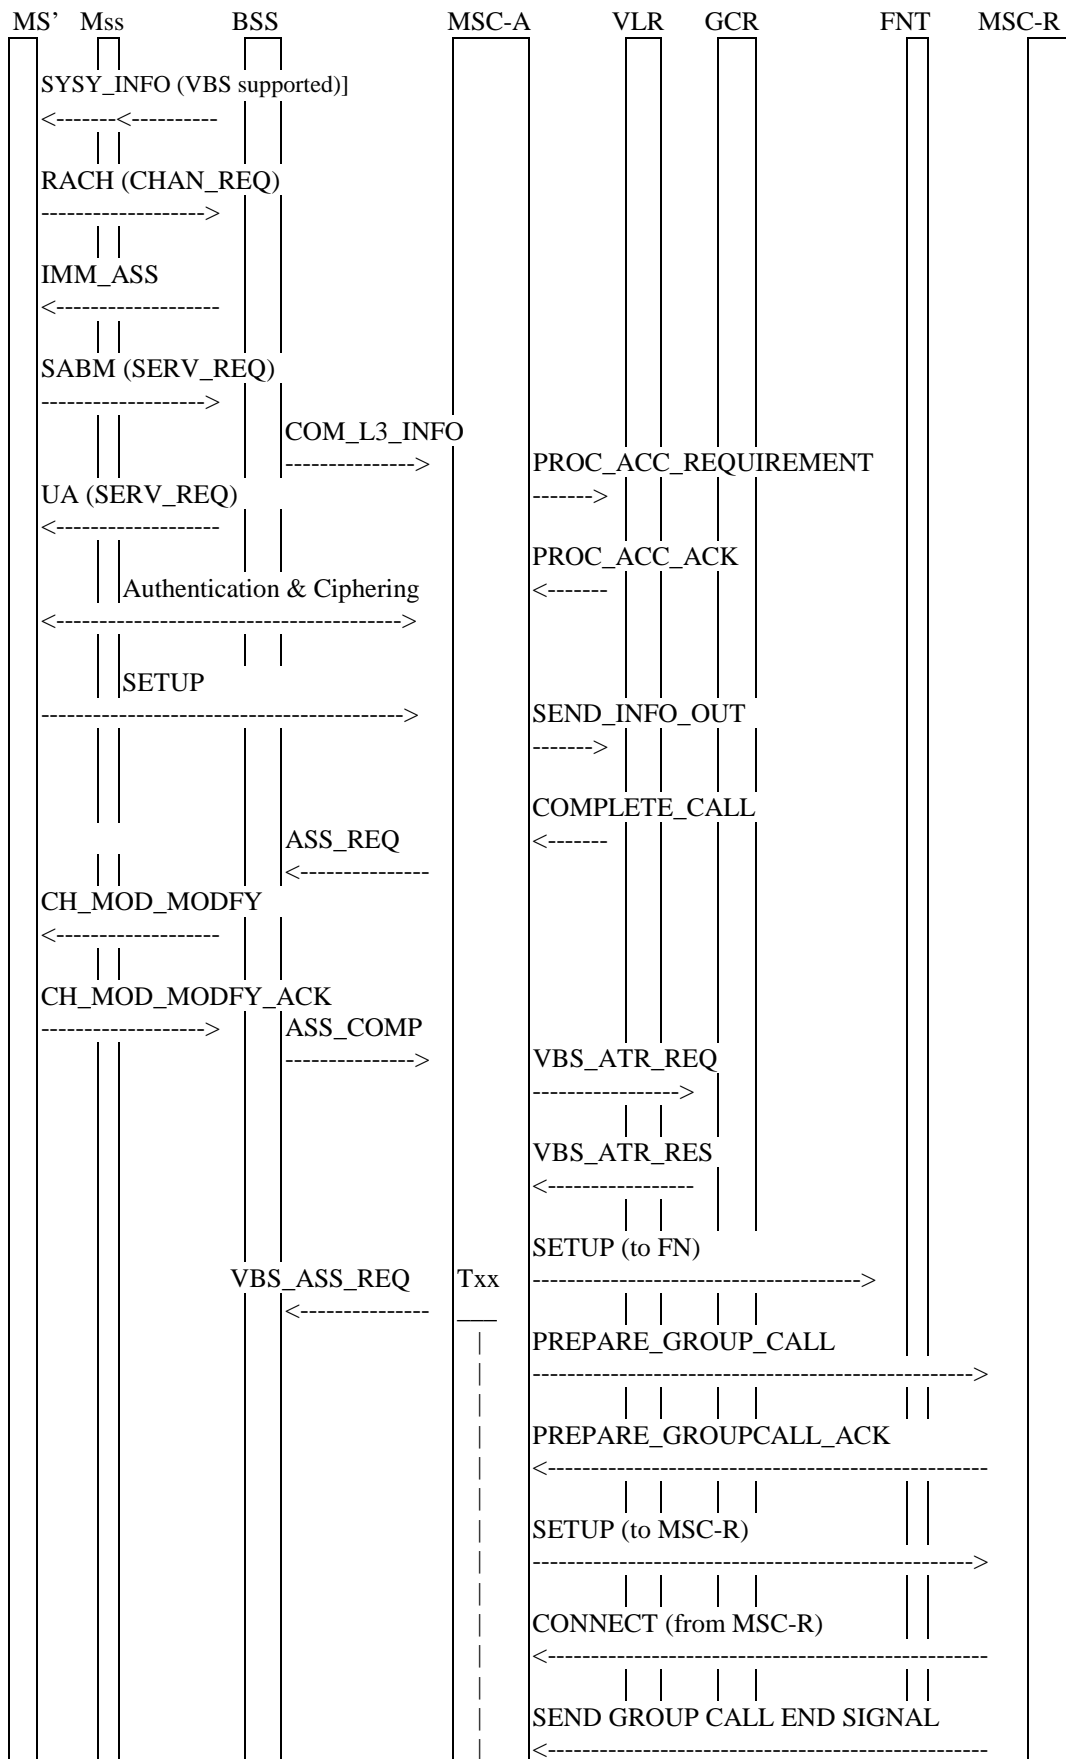 MS’ Mss BSS MSC-A VLR GCR FNT MSC-R
SYSY_INFO (VBS supported)]
<-------<----------
RACH (CHAN_REQ)
------------------->
IMM_ASS
<-------------------
SABM (SERV_REQ)
------------------->
COM_L3_INFO
--------------->
PROC_ACC_REQUIREMENT
------->
UA (SERV_REQ)
<-------------------
PROC_ACC_ACK
<-------
Authentication & Ciphering
<---------------------------------------->
SETUP
------------------------------------------>
SEND_INFO_OUT
------->
COMPLETE_CALL
<-------
ASS_REQ
<---------------
CH_MOD_MODFY
<-------------------
CH_MOD_MODFY_ACK
------------------->
ASS_COMP
--------------->
VBS_ATR_REQ
----------------->
VBS_ATR_RES
<-----------------
SETUP (to FN)
-------------------------------------->
VBS_ASS_REQ Txx
<--------------- ___
PREPARE_GROUP_CALL
--------------------------------------------------->
PREPARE_GROUPCALL_ACK
<---------------------------------------------------
SETUP (to MSC-R)
--------------------------------------------------->
CONNECT (from MSC-R)
<---------------------------------------------------
SEND GROUP CALL END SIGNAL
<---------------------------------------------------